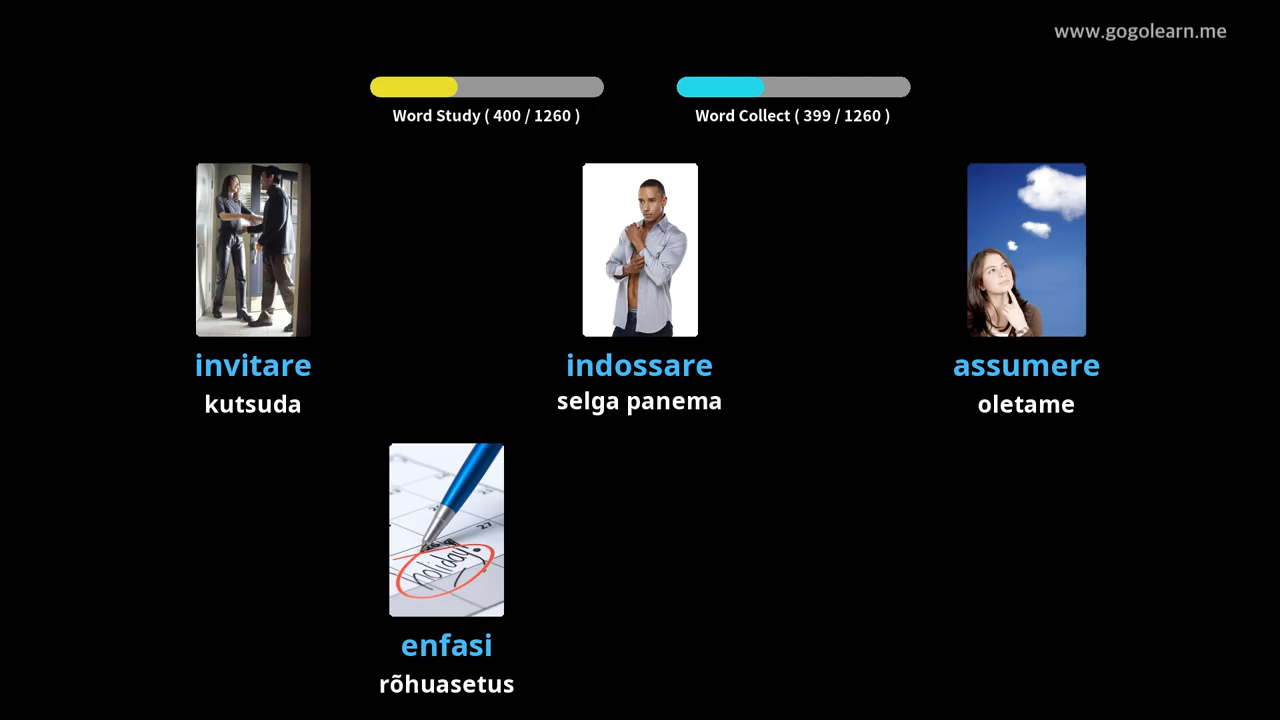 www.gogolearn.me
Word Study ( 400 / 1260 )
Word Collect ( 399 / 1260 )
invitare
kutsuda
indossare
selga panema
assumere
oletame
27
holiday.
enfasi
rõhuasetus